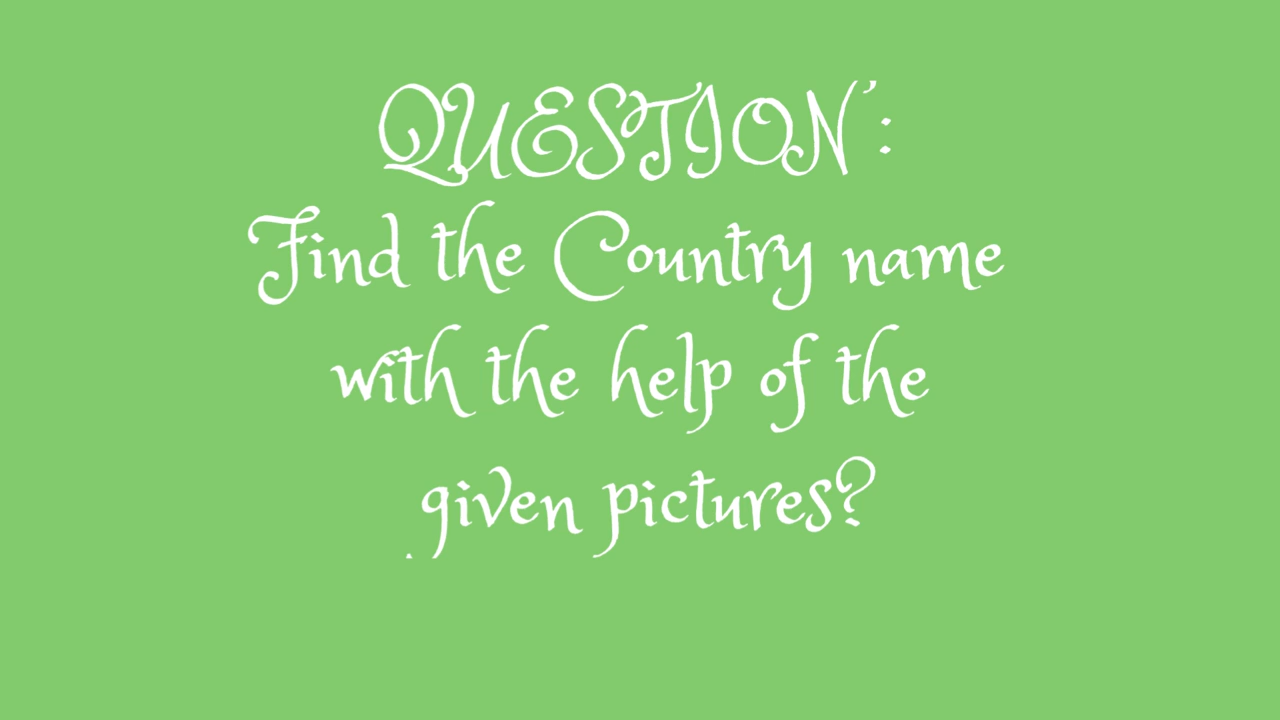 QUESTION':
Find the Country name
with the help of the
given pictures?